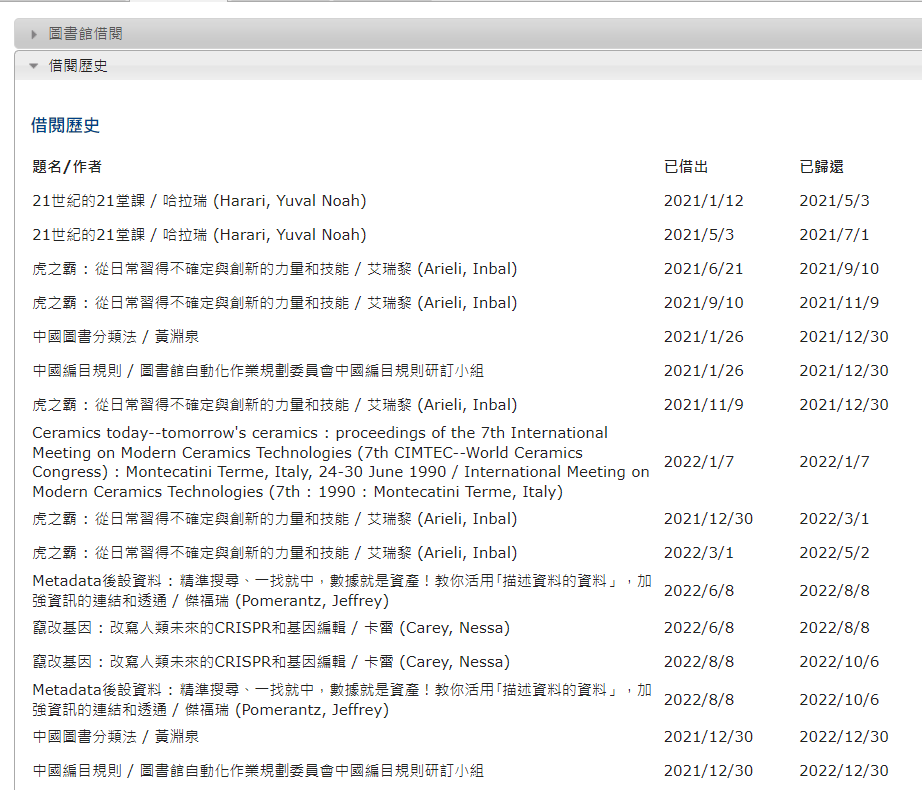 圖書館借閱
借閱歷史
借閱歷史
題名/作者 已借出 已歸還
21世紀的21堂課 / 哈拉瑞 (Harari, Yuval Noah) 2021/1/12 2021/5/3
21世紀的21堂課 / 哈拉瑞 (Harari, Yuval Noah) 2021/5/3 2021/7/1
虎之霸 : 從日常習得不確定與創新的力量和技能 / 艾瑞黎 (Arieli, Inbal) 2021/6/21 2021/9/10
虎之霸 : 從日常習得不確定與創新的力量和技能 / 艾瑞黎 (Arieli, Inbal) 2021/9/10 2021/11/9
中國圖書分類法 / 黃淵泉 2021/1/26 2021/12/30
中國編目規則 / 圖書館自動化作業規劃委員會中國編目規則研訂小組 2021/1/26 2021/12/30
虎之霸 : 從日常習得不確定與創新的力量和技能 / 艾瑞黎 (Arieli, Inbal) 2021/11/9 2021/12/30
Ceramics today--tomorrow's ceramics : proceedings of the 7th International
Meeting on Modern Ceramics Technologies (7th CIMTEC--World Ceramics
Congress) : Montecatini Terme, Italy, 24-30 June 1990 / International Meeting on
Modern Ceramics Technologies (7th : 1990 : Montecatini Terme, Italy) 2022/1/7 2022/1/7
虎之霸 : 從日常習得不確定與創新的力量和技能 / 艾瑞黎 (Arieli, Inbal) 2021/12/30 2022/3/1
虎之霸 : 從日常習得不確定與創新的力量和技能 / 艾瑞黎 (Arieli, Inbal) 2022/3/1 2022/5/2
Metadata後設資料 : 精準搜尋、一找就中，數據就是資產！教你活用「描述資料的資料」，加
強資訊的連結和透通 / 傑福瑞 (Pomerantz, Jeffrey) 2022/6/8 2022/8/8
竄改基因 : 改寫人類未來的CRISPR和基因編輯 / 卡雷 (Carey, Nessa) 2022/6/8 2022/8/8
竄改基因 : 改寫人類未來的CRISPR和基因編輯 / 卡雷 (Carey, Nessa) 2022/8/8 2022/10/6
Metadata後設資料 : 精準搜尋、一找就中，數據就是資產！教你活用「描述資料的資料」，加
強資訊的連結和透通 / 傑福瑞 (Pomerantz, Jeffrey) 2022/8/8 2022/10/6
中國圖書分類法 / 黃淵泉 2021/12/30 2022/12/30
中國編目規則 / 圖書館自動化作業規劃委員會中國編目規則研訂小組 2021/12/30 2022/12/30